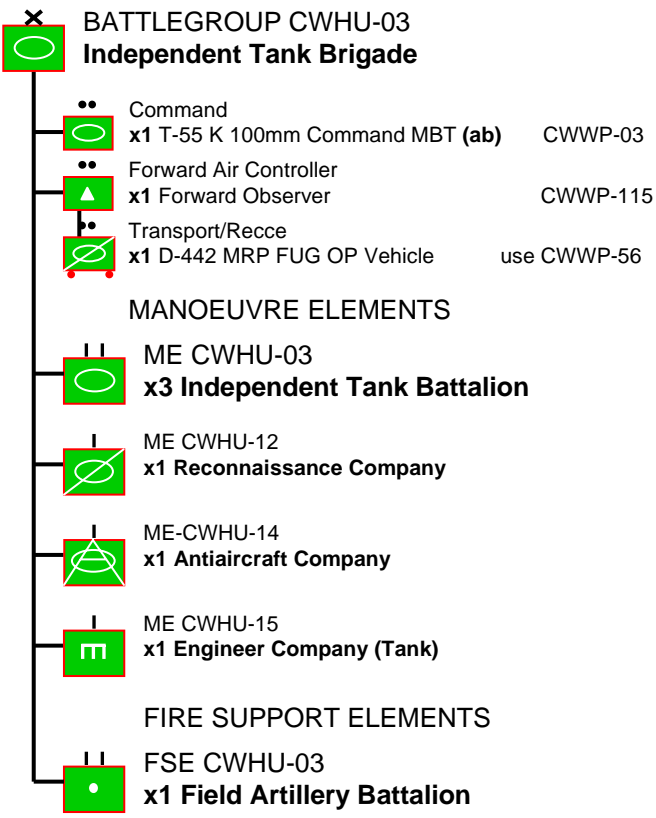 BATTLEGROUP CWHU-03
Independent Tank Brigade
Command
x1 T-55 K 100mm Command MBT (ab) CWWP-03
Forward Air Controller
x1 Forward Observer CWWP-115
Transport/Recce
x1 D-442 MRP FUG OP Vehicle use CWWP-56
MANOEUVRE ELEMENTS
ME CWHU-03
x3 Independent Tank Battalion
ME CWHU-12
x1 Reconnaissance Company
ME-CWHU-14
x1 Antiaircraft Company
ME CWHU-15
x1 Engineer Company (Tank)
FIRE SUPPORT ELEMENTS
FSE CWHU-03
x1 Field Artillery Battalion